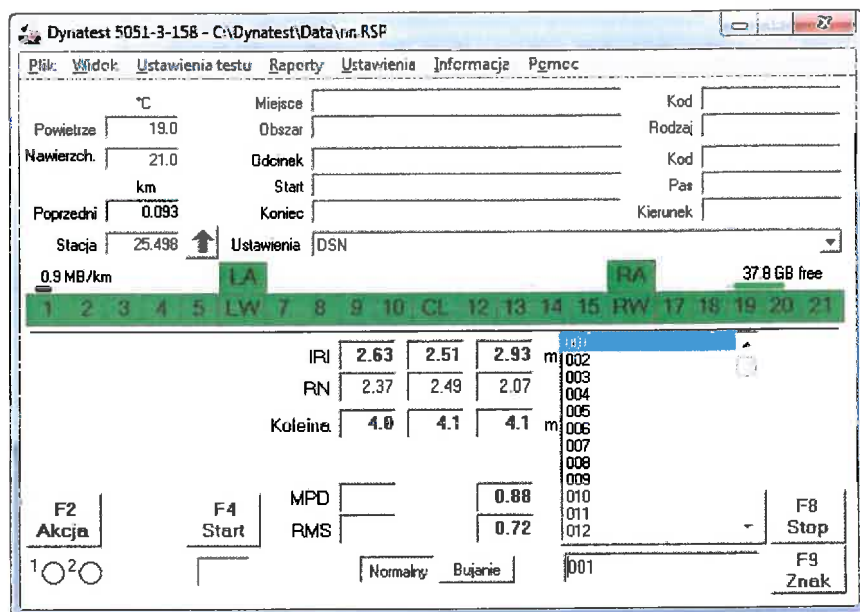 Dynatest 5051-3-158 - C:\Dynatest\Data\nn.RSP
Plik Widok Ustawienia testu Raporty Ustawienia Informacje Pomoc
°C Miejsce Kod
Powietrze 19.0 Obszar Rodzaj
Nawierzch. 21.0 Odcinek Kod
km Start Pas
Poprzedni 0.093 Koniec Kierunek
Stacja 25.498 Ustawienia DSN
0.9 MB/km LA RA 37.8 GB free
1 2 3 4 5 LW 7 8 9 10 CL 12 13 14 15 RW 17 18 19 20 21
IRI 2.63 2.51 2.93 m
002
RN 2.37 2.49 2.07
003
004
005
Koleina 4.0 4.1 4.1 m
006
007
008
009
MPD 0.88
010
011
RMS 0.72
012
F2
Akcja
F4
Start
F8
Stop
1 2
Normalny Bujanie
001
F9
Znak